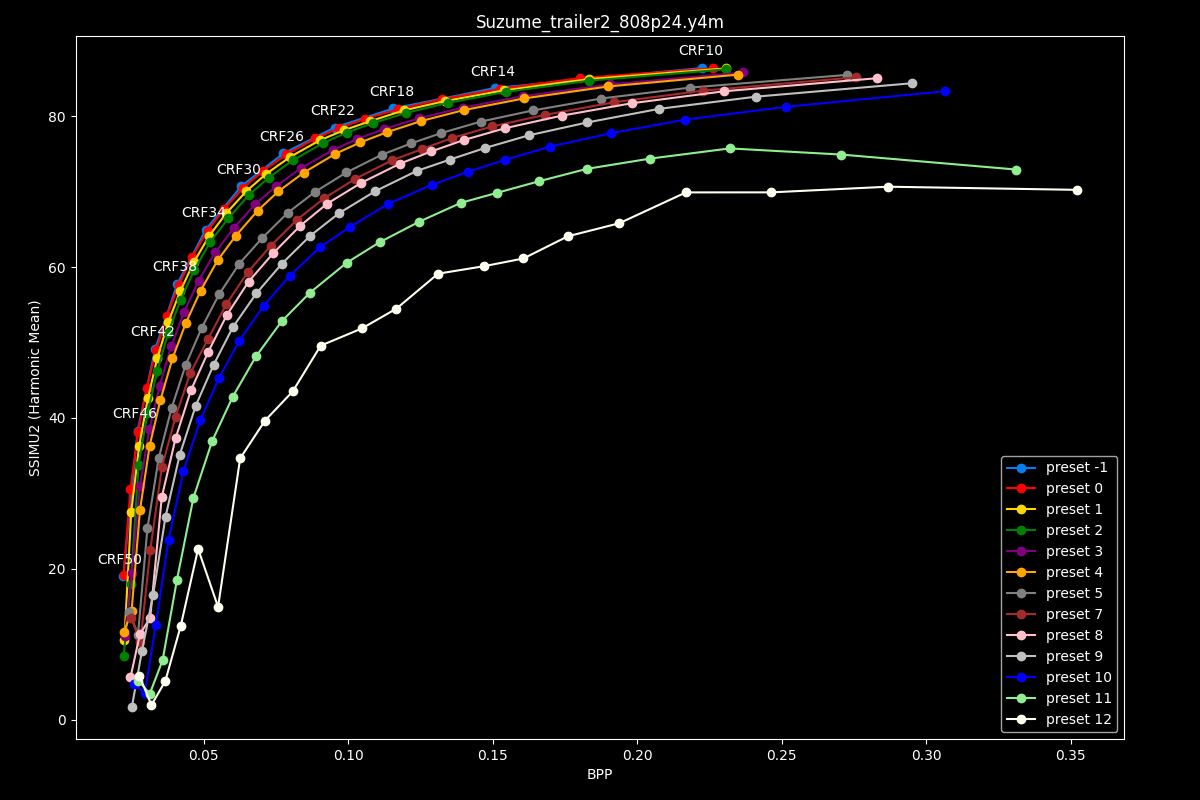 Suzume_trailer2_808p24.y4m
CRF10
CRF14
CRF18
CRF22
CRF26
CRF30
CRF34
CRF38
CRF42
CRF46
CRF50
80
60
40
20
0
SSIMU2 (Harmonic Mean)
preset -1
preset 0
preset 1
preset 2
preset 3
preset 4
preset 5
preset 7
preset 8
preset 9
preset 10
preset 11
preset 12
0.05 0.10 0.15 0.20 0.25 0.30 0.35
BPP